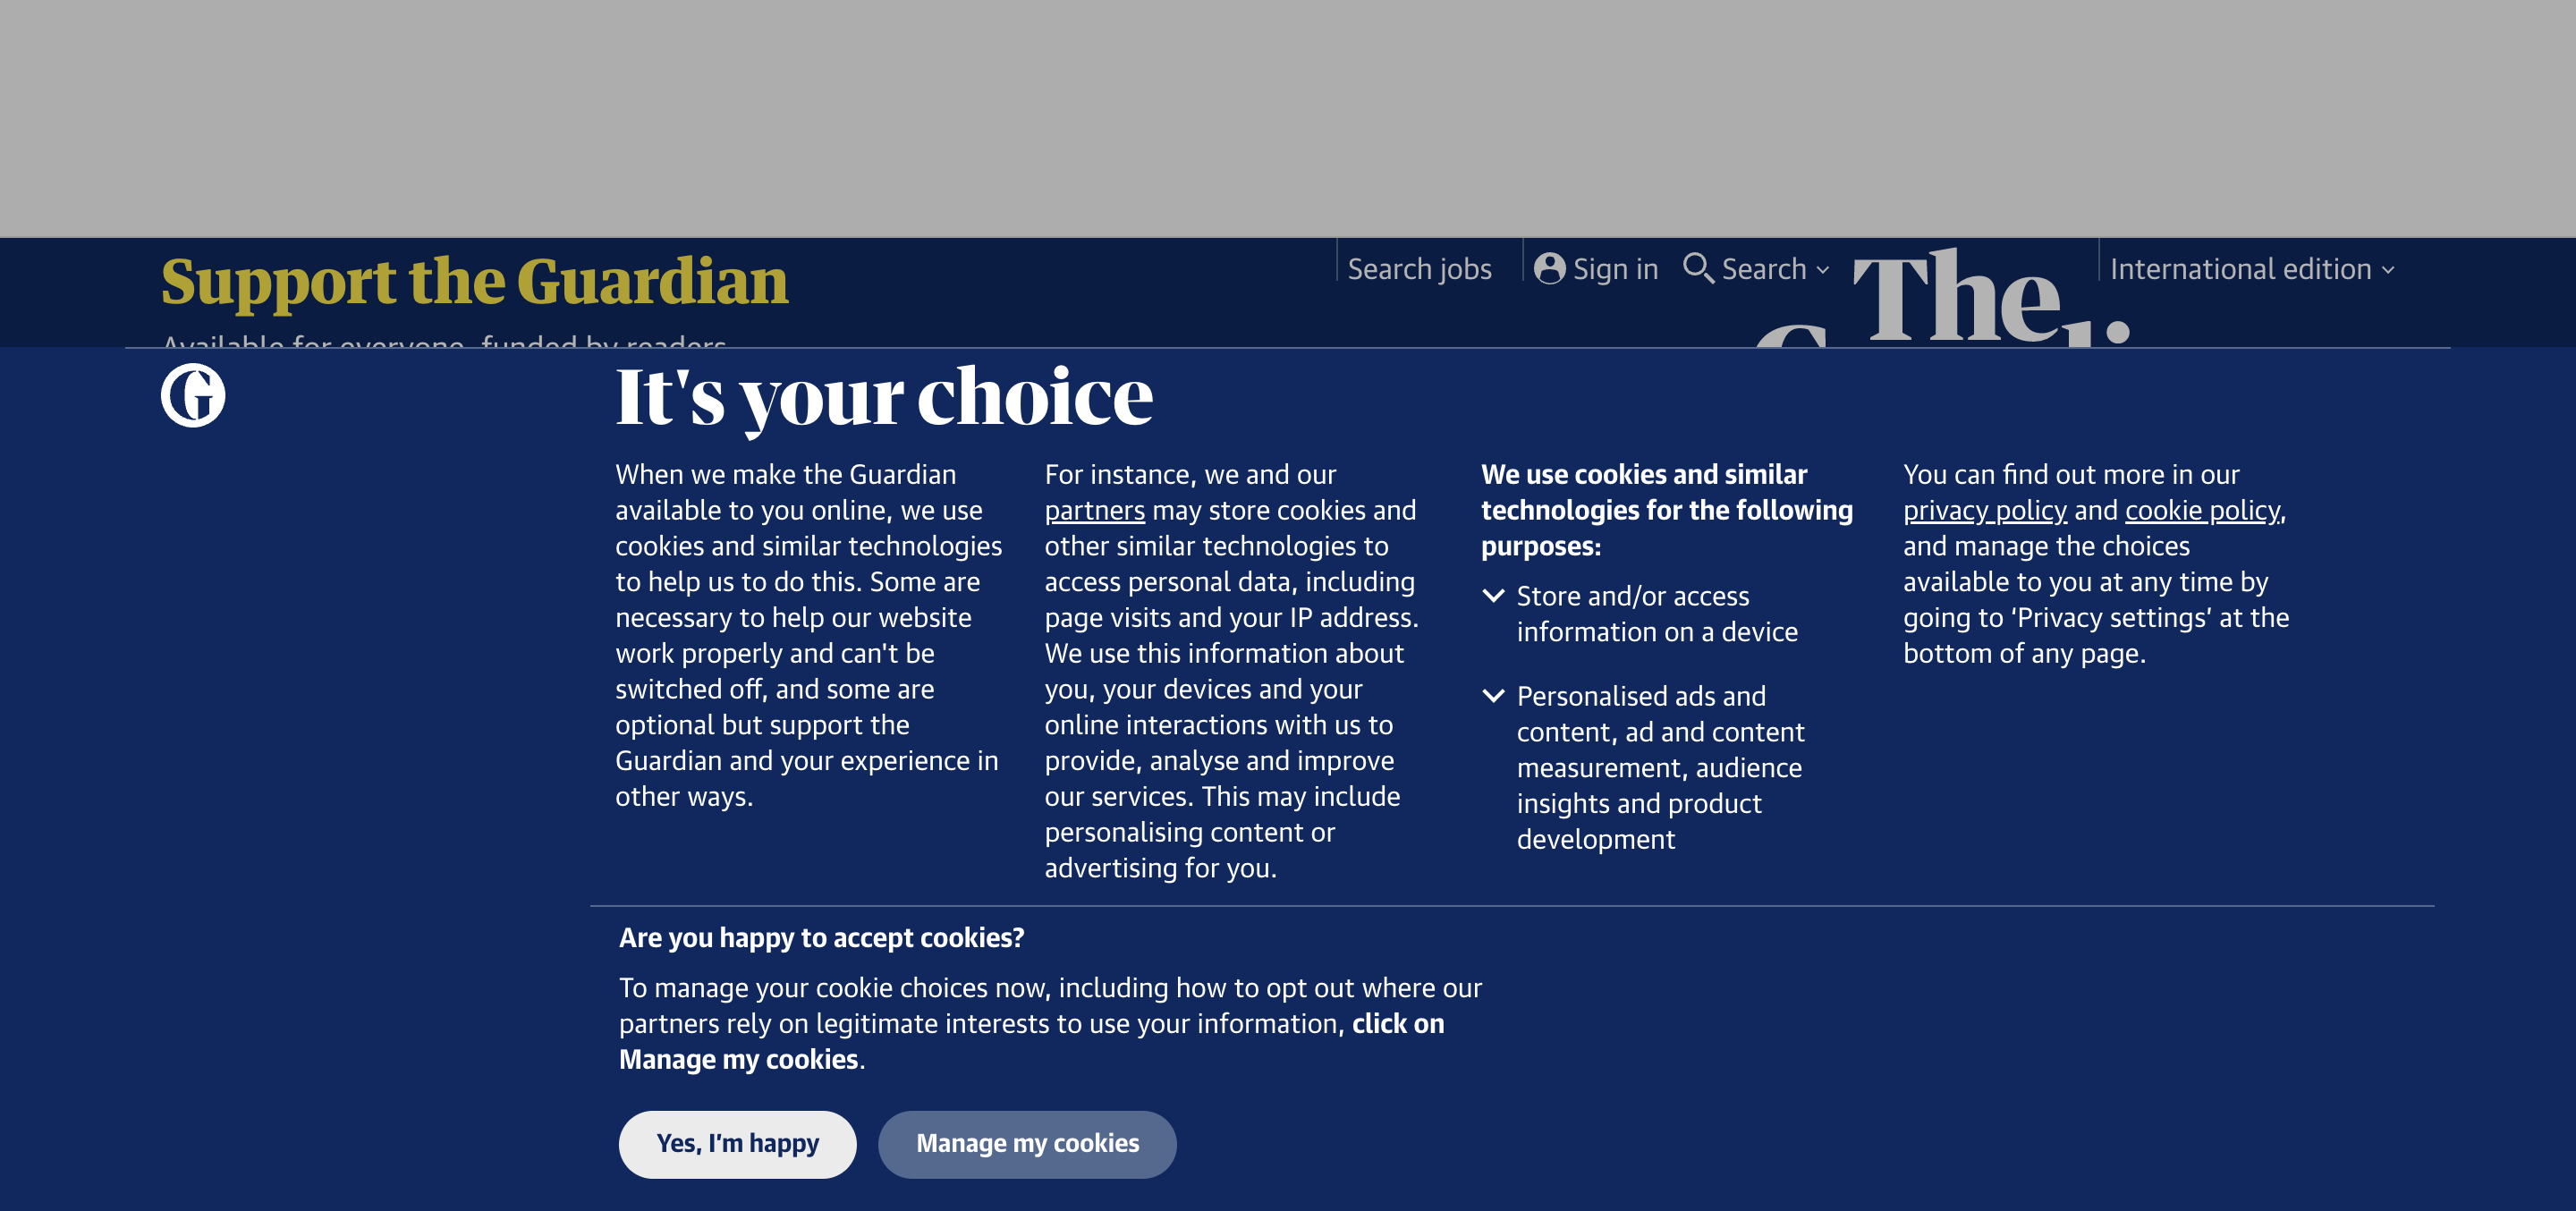 Support the Guardian
Available for everyone, funded by readers
Search jobs
Sign in
Search
International edition
The
It's your choice
When we make the Guardian
available to you online, we use
cookies and similar technologies
to help us to do this. Some are
necessary to help our website
work properly and can't be
switched off, and some are
optional but support the
Guardian and your experience in
other ways.
For instance, we and our
partners may store cookies and
other similar technologies to
access personal data, including
page visits and your IP address.
We use this information about
you, your devices and your
online interactions with us to
provide, analyse and improve
our services. This may include
personalising content or
advertising for you.
We use cookies and similar
technologies for the following
purposes:
Store and/or access
information on a device
Personalised ads and
content, ad and content
measurement, audience
insights and product
development
You can find out more in our
privacy policy and cookie policy,
and manage the choices
available to you at any time by
going to ‘Privacy settings’ at the
bottom of any page.
Are you happy to accept cookies?
To manage your cookie choices now, including how to opt out where our
partners rely on legitimate interests to use your information, click on
Manage my cookies.
Yes, I’m happy
Manage my cookies